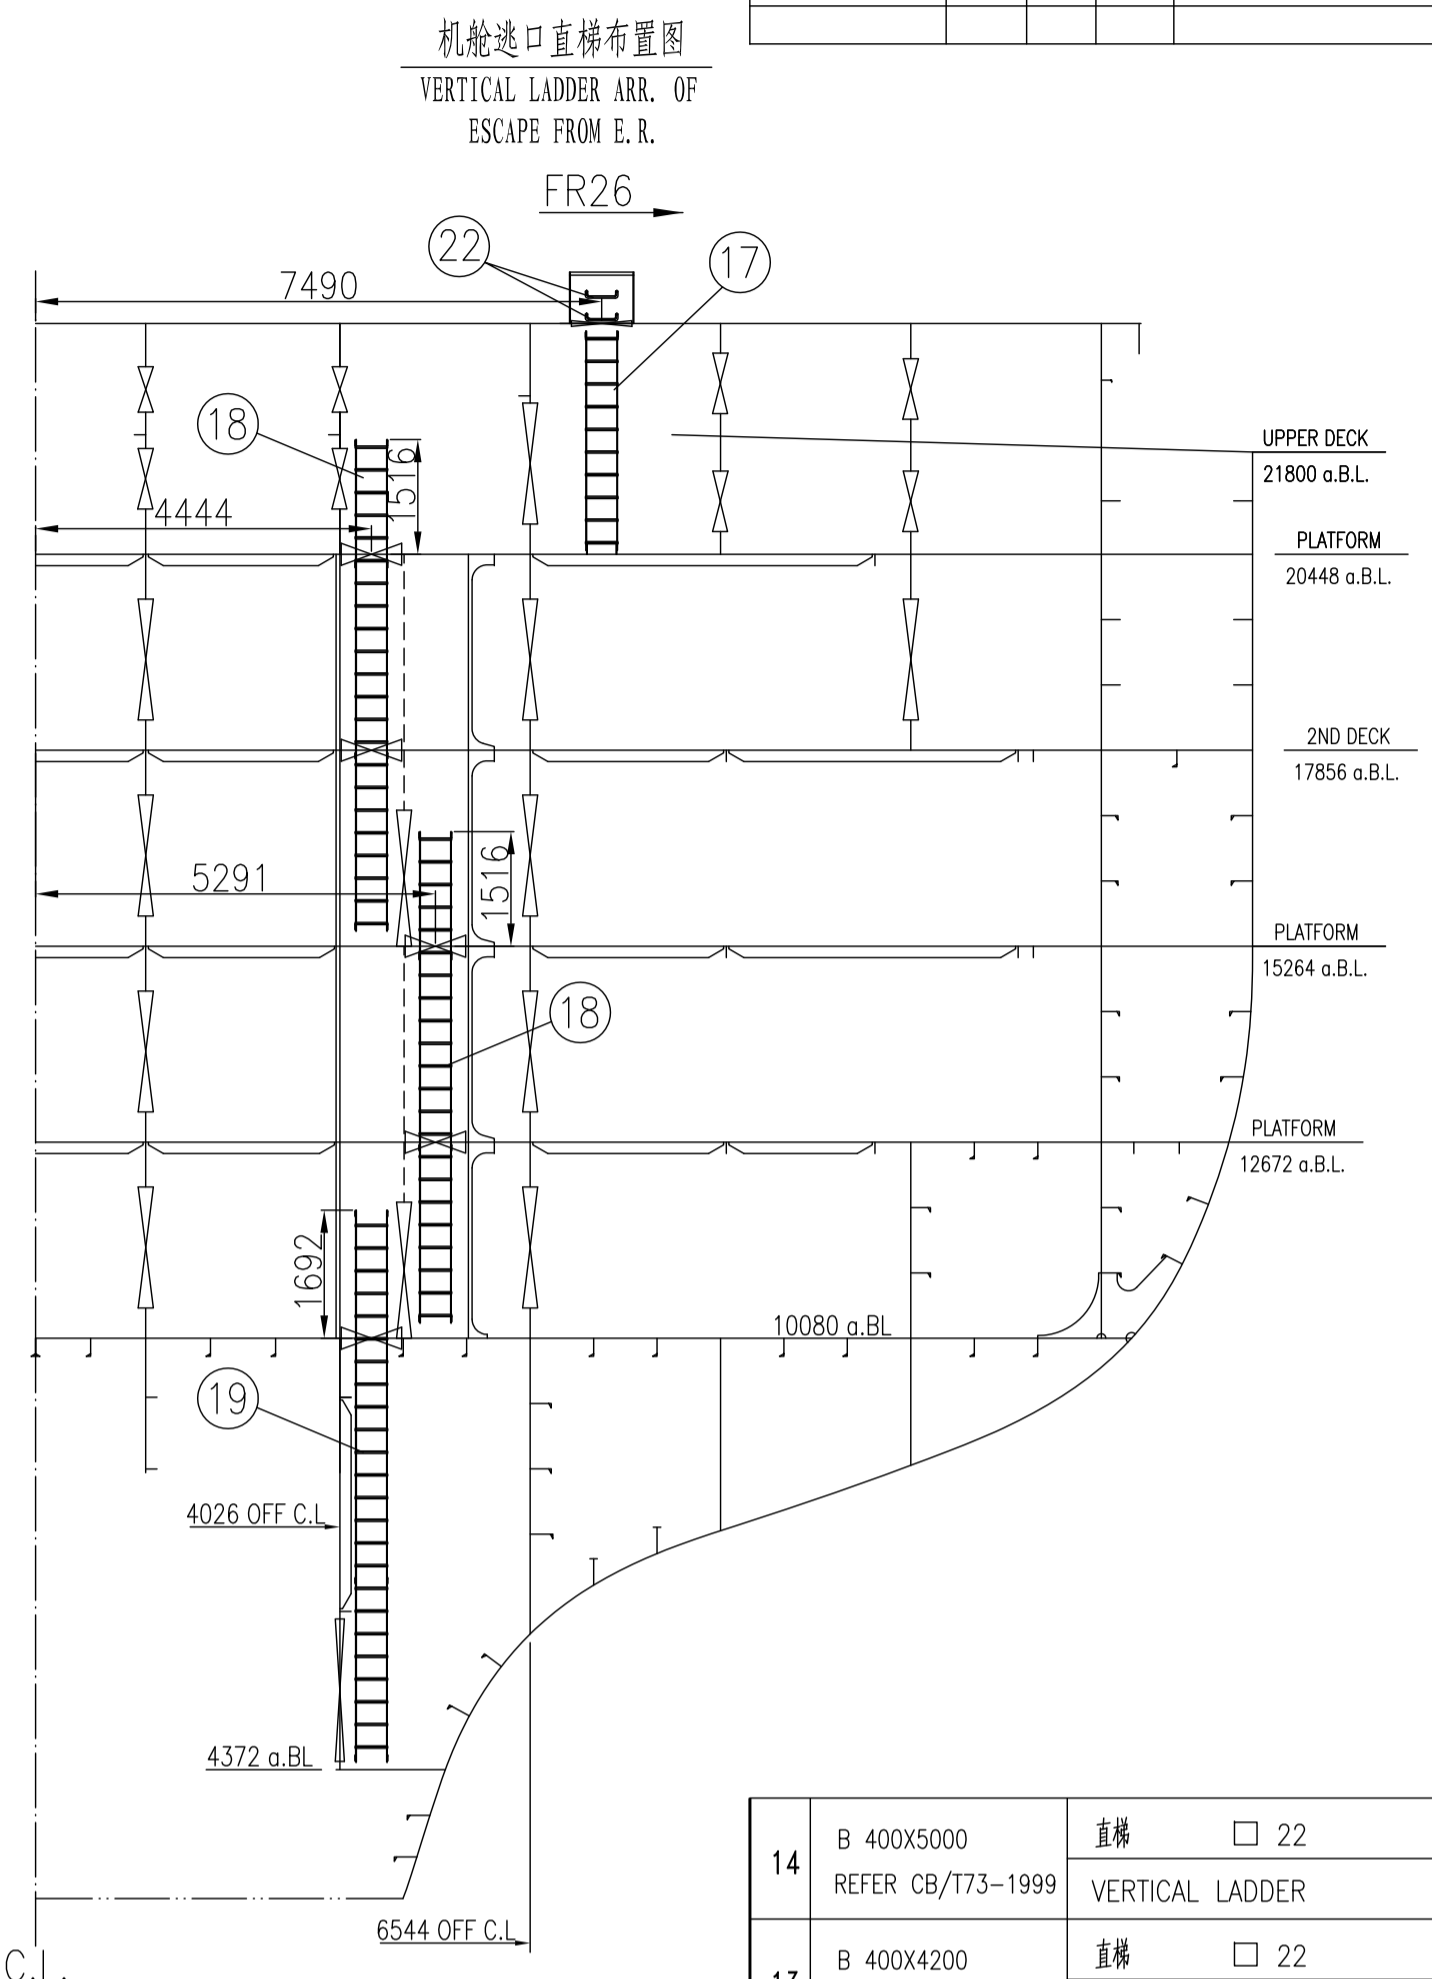 机舱逃口直梯布置图
VERTICAL LADDER ARR. OF
ESCAPE FROM E.R.
FR26
22
17
7490
18
1516
4444
UPPER DECK
21800 a.B.L.
PLATFORM
20448 a.B.L.
2ND DECK
17856 a.B.L.
5291
1516
PLATFORM
15264 a.B.L.
18
PLATFORM
12672 a.B.L.
1692
10080 a.BL
19
4026 OFF C.L
4372 a.BL
6544 OFF C.L
C.L.
14
B 400X5000
REFER CB/T73-1999
直梯 □ 22
VERTICAL LADDER
13
B 400X4200
直梯 □ 22